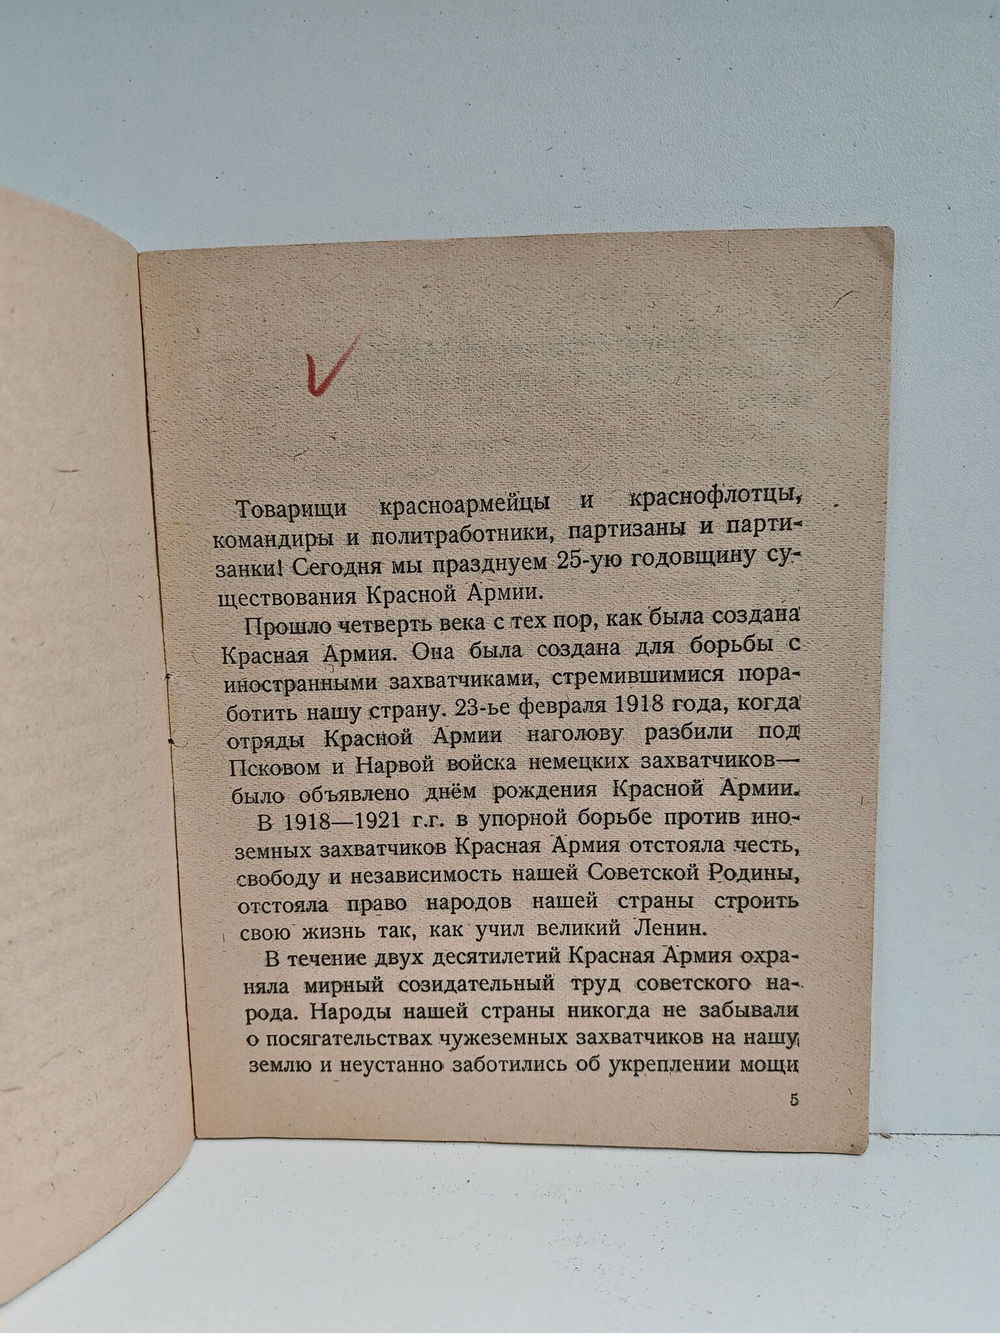 Товарищи красноармейцы и краснофлотцы,
командиры и политработники, партизаны и парти-
занки! Сегодня мы празднуем 25-ую годовщину су-
ществования Красной Армии.
Прошло четверть века с тех пор, как была создана
Красная Армия. Она была создана для борьбы с
иностранными захватчиками, стремившимися пора-
ботить нашу страну. 23-ье февраля 1918 года, когда
отряды Красной Армии наголову разбили под
Псковом и Нарвой войска немецких захватчиков—
было объявлено днём рождения Красной Армии.
В 1918—1921 г.г. в упорной борьбе против ино-
земных захватчиков Красная Армия отстояла честь,
свободу и независимость нашей Советской Родины,
отстояла право народов нашей страны строить
свою жизнь так, как учил великий Ленин.
В течение двух десятилетий Красная Армия охра-
няла мирный созидательный труд советского на-
рода. Народы нашей страны никогда не забывали
о посягательствах чужеземных захватчиков на нашу
землю и неустанно заботились об укреплении мощи
5